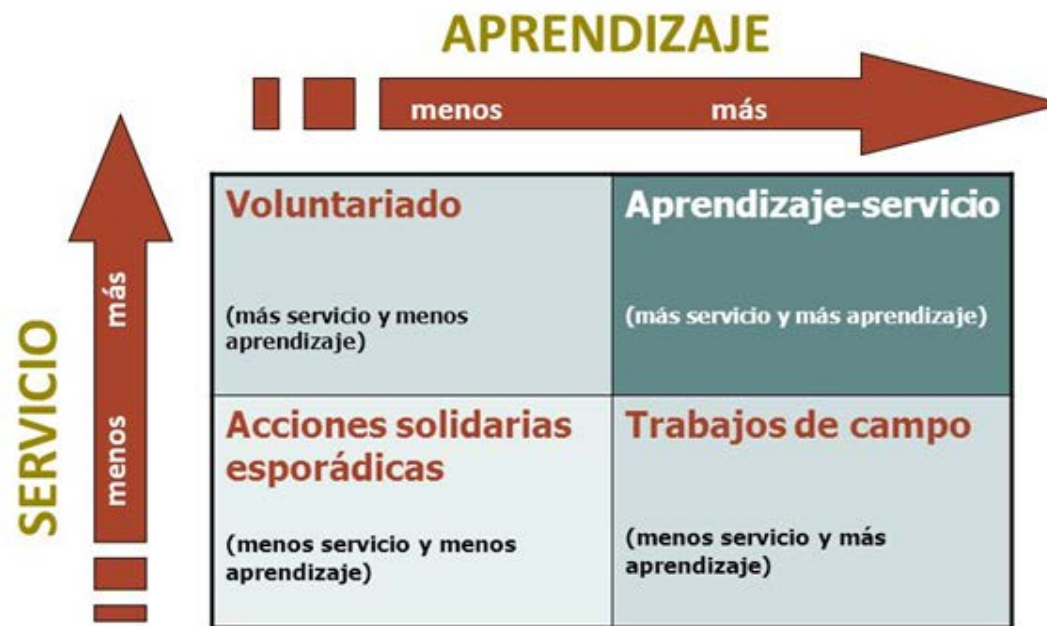 APRENDIZAJE
menos más
SERVICIO
más
menos
Voluntariado
(más servicio y menos
aprendizaje)
Aprendizaje-servicio
(más servicio y más aprendizaje)
Acciones solidarias
esporádicas
(menos servicio y menos
aprendizaje)
Trabajos de campo
(menos servicio y más
aprendizaje)